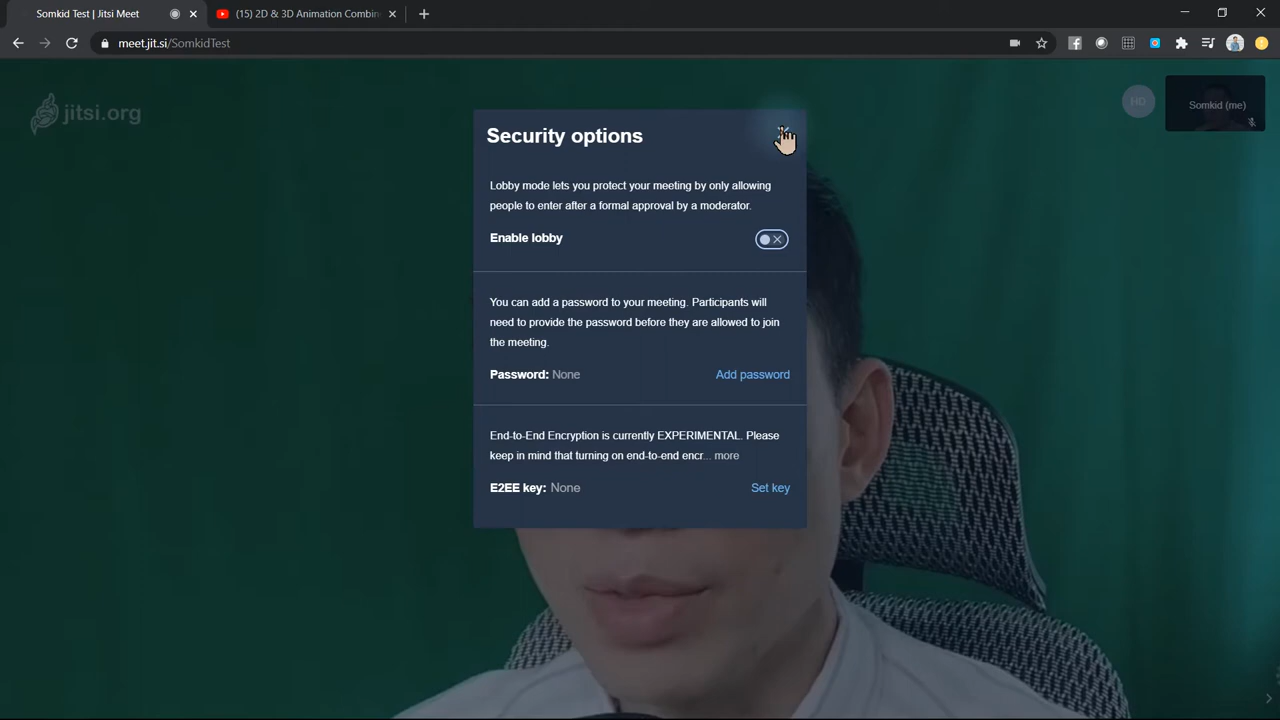 Somkid Test | Jitsi Meet
(15) 2D & 3D Animation Combin
meet.jit.si/SomkidTest
jitsi.org
HD
Somkid (me)
Security options
Lobby mode lets you protect your meeting by only allowing
people to enter after a formal approval by a moderator.
Enable lobby
You can add a password to your meeting. Participants will
need to provide the password before they are allowed to join
the meeting.
Password: None Add password
End-to-End Encryption is currently EXPERIMENTAL. Please
keep in mind that turning on end-to-end encr... more
E2EE key: None Set key